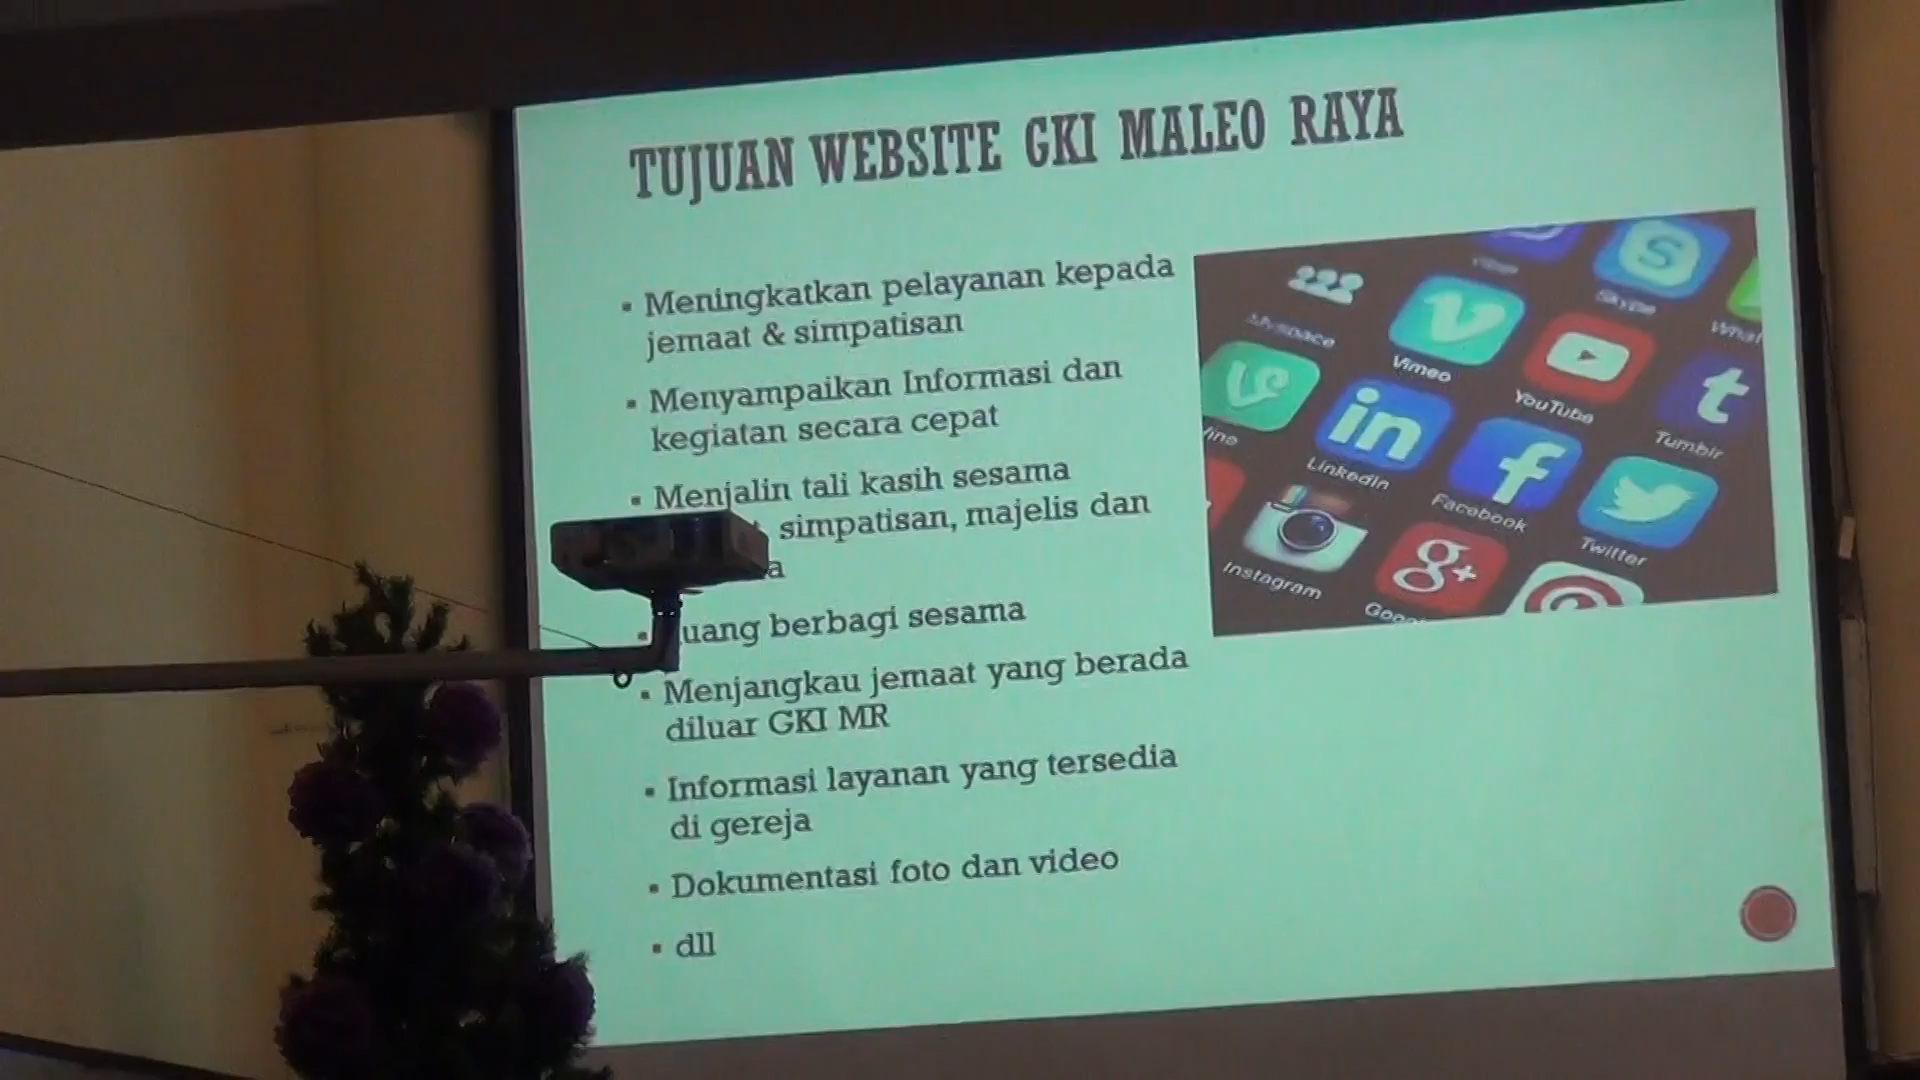 TUJUAN WEBSITE GKI MALEO RAYA
Meningkatkan pelayanan kepada
jemaat & simpatisan
Menyampaikan Informasi dan
kegiatan secara cepat
Menjalin tali kasih sesama
simpatisan, majelis dan
uang berbagi sesama
Menjangkau jemaat yang berada
diluar GKI MR
Informasi layanan yang tersedia
di gereja
Dokumentasi foto dan video
dll
Skype
Myspace
Vimeo
YouTube
Tumblr
LinkedIn
Facebook
Twitter
Instagram